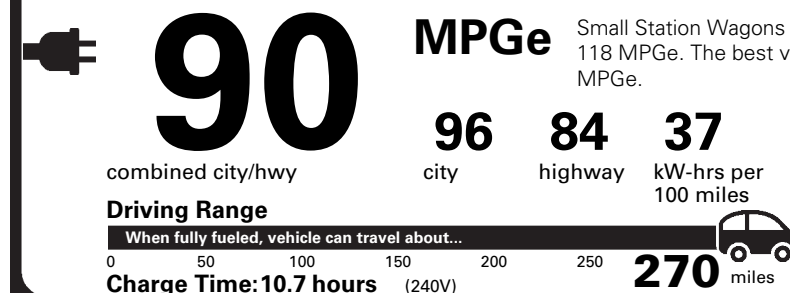 90 MPGe
Small Station Wagons
118 MPGe. The best
MPGe.
96 84 37
combined city/hwy city highway kW-hrs per
100 miles
Driving Range
When fully fueled, vehicle can travel about...
0 50 100 150 200 250 270 miles
Charge Time: 10.7 hours (240V)